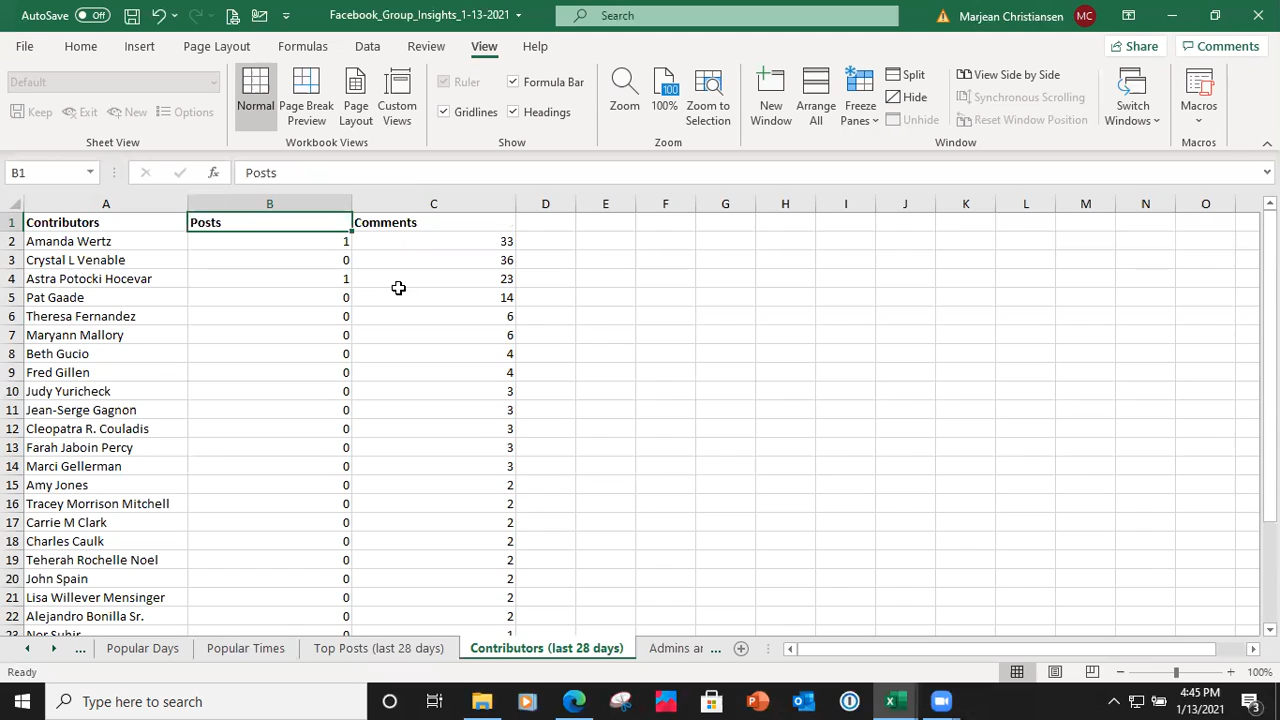 AutoSave Off Facebook_Group_Insights_1-13-2021 Search Marjean Christiansen MC
File Home Insert Page Layout Formulas Data Review View Help Share Comments
Default
Keep Exit New Options
Sheet View
Normal Page Break Preview Page Layout Custom Views
Workbook Views
Ruler Formula Bar
Gridlines Headings
Show
Zoom 100% Zoom to Selection
Zoom
New Window Arrange All Freeze Panes
Split View Side by Side
Hide Synchronous Scrolling
Unhide Reset Window Position
Switch Windows
Window
Macros
Macros
B1 fx Posts
A B C D E F G H I J K L M N O
1 Contributors Posts Comments
2 Amanda Wertz 1 33
3 Crystal L Venable 0 36
4 Astra Potocki Hocevar 1 23
5 Pat Gaade 0 14
6 Theresa Fernandez 0 6
7 Maryann Mallory 0 6
8 Beth Gucio 0 4
9 Fred Gillen 0 4
10 Judy Yuricheck 0 3
11 Jean-Serge Gagnon 0 3
12 Cleopatra R. Couladis 0 3
13 Farah Jaboin Percy 0 3
14 Marci Gellerman 0 3
15 Amy Jones 0 2
16 Tracey Morrison Mitchell 0 2
17 Carrie M Clark 0 2
18 Charles Caulk 0 2
19 Teherah Rochelle Noel 0 2
20 John Spain 0 2
21 Lisa Willever Mensinger 0 2
22 Alejandro Bonilla Sr. 0 2
23 Nor Suhir 0 1
... Popular Days Popular Times Top Posts (last 28 days) Contributors (last 28 days) Admins ar ...
Ready 100%
Type here to search 4:45 PM
1/13/2021 3